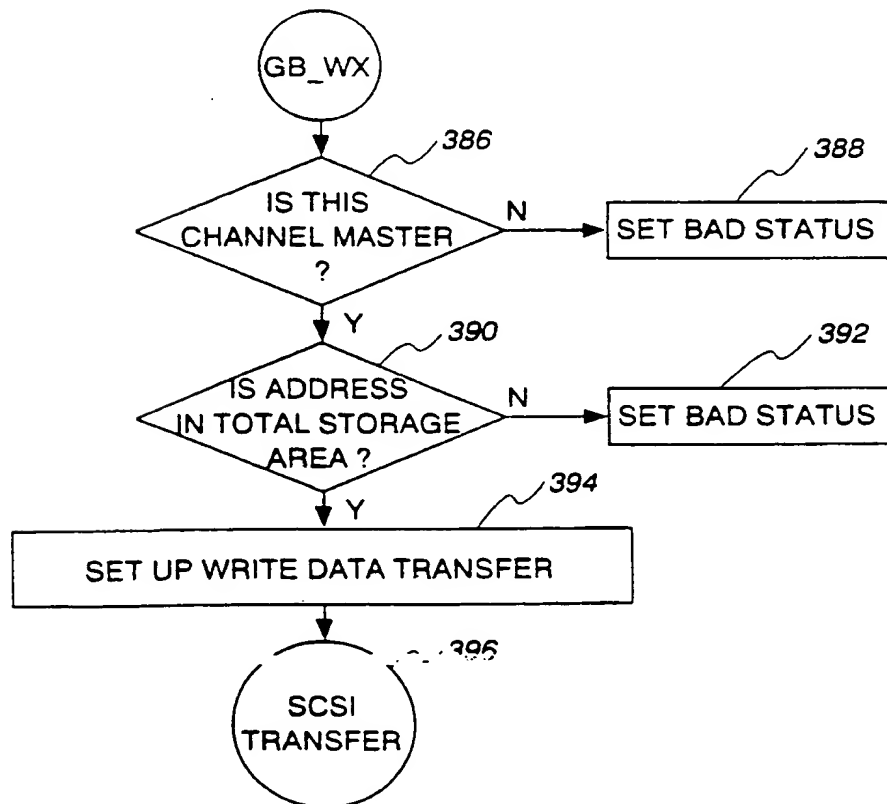 GB_WX
386
IS THIS
CHANNEL MASTER
?
N
388
SET BAD STATUS
Y
390
IS ADDRESS
IN TOTAL STORAGE
AREA ?
N
392
SET BAD STATUS
Y
394
SET UP WRITE DATA TRANSFER
396
SCSI
TRANSFER